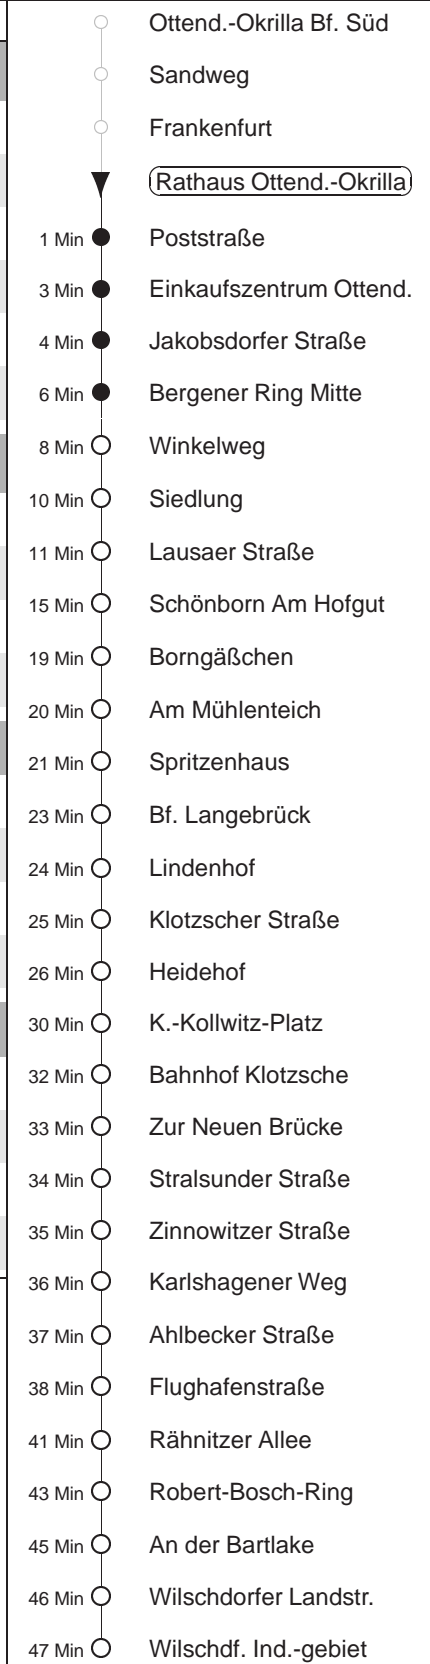 Ottend.-Okrilla Bf. Süd
Sandweg
Frankenfurt
Rathaus Ottend.-Okrilla
1 Min Poststraße
3 Min Einkaufszentrum Ottend.
4 Min Jakobsdorfer Straße
6 Min Bergener Ring Mitte
8 Min Winkelweg
10 Min Siedlung
11 Min Lausaer Straße
15 Min Schönborn Am Hofgut
19 Min Borngäßchen
20 Min Am Mühlenteich
21 Min Spritzenhaus
23 Min Bf. Langebrück
24 Min Lindenhof
25 Min Klotzscher Straße
26 Min Heidehof
30 Min K.-Kollwitz-Platz
32 Min Bahnhof Klotzsche
33 Min Zur Neuen Brücke
34 Min Stralsunder Straße
35 Min Zinnowitzer Straße
36 Min Karlshagener Weg
37 Min Ahlbecker Straße
38 Min Flughafenstraße
41 Min Rähnitzer Allee
43 Min Robert-Bosch-Ring
45 Min An der Bartlake
46 Min Wilschdorfer Landstr.
47 Min Wilschdf. Ind.-gebiet